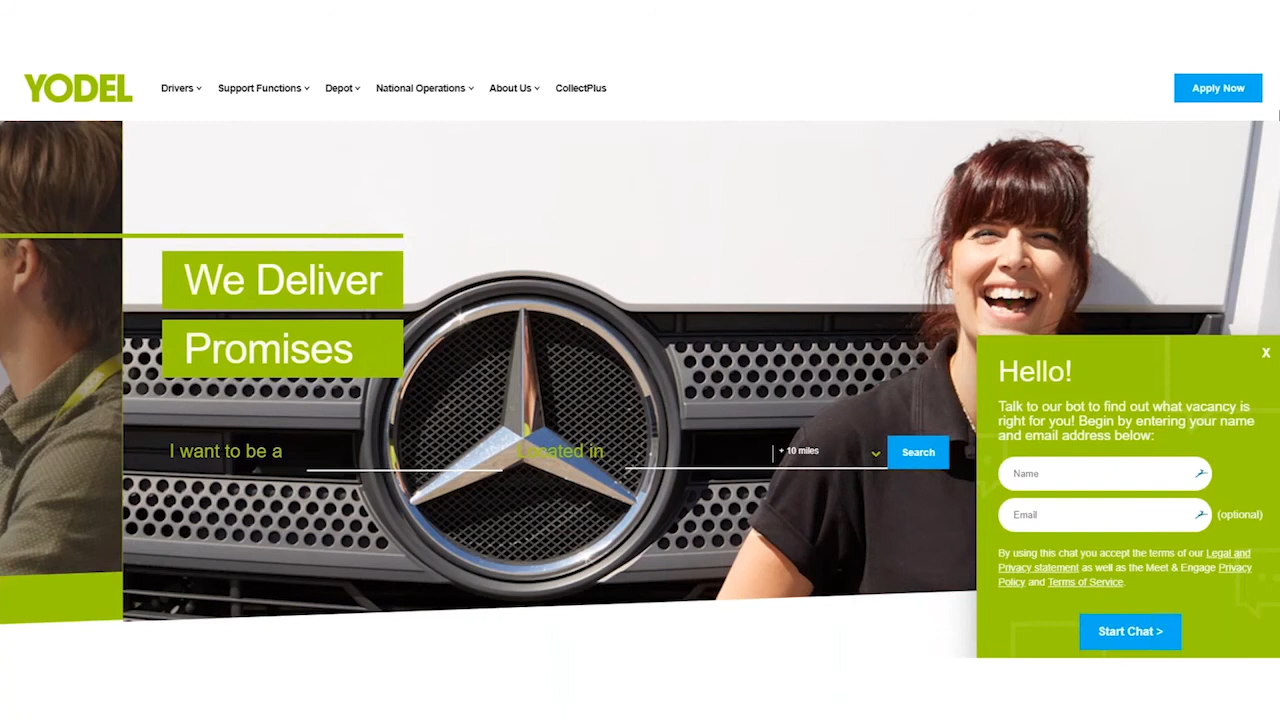 YODEL
Drivers
Support Functions
Depot
National Operations
About Us
CollectPlus
Apply Now
We Deliver
Promises
I want to be a
Located in
+ 10 miles
Search
X
Hello!
Talk to our bot to find out what vacancy is
right for you! Begin by entering your name
and email address below:
Name
Email
(optional)
By using this chat you accept the terms of our Legal and
Privacy statement as well as the Meet & Engage Privacy
Policy and Terms of Service.
Start Chat >